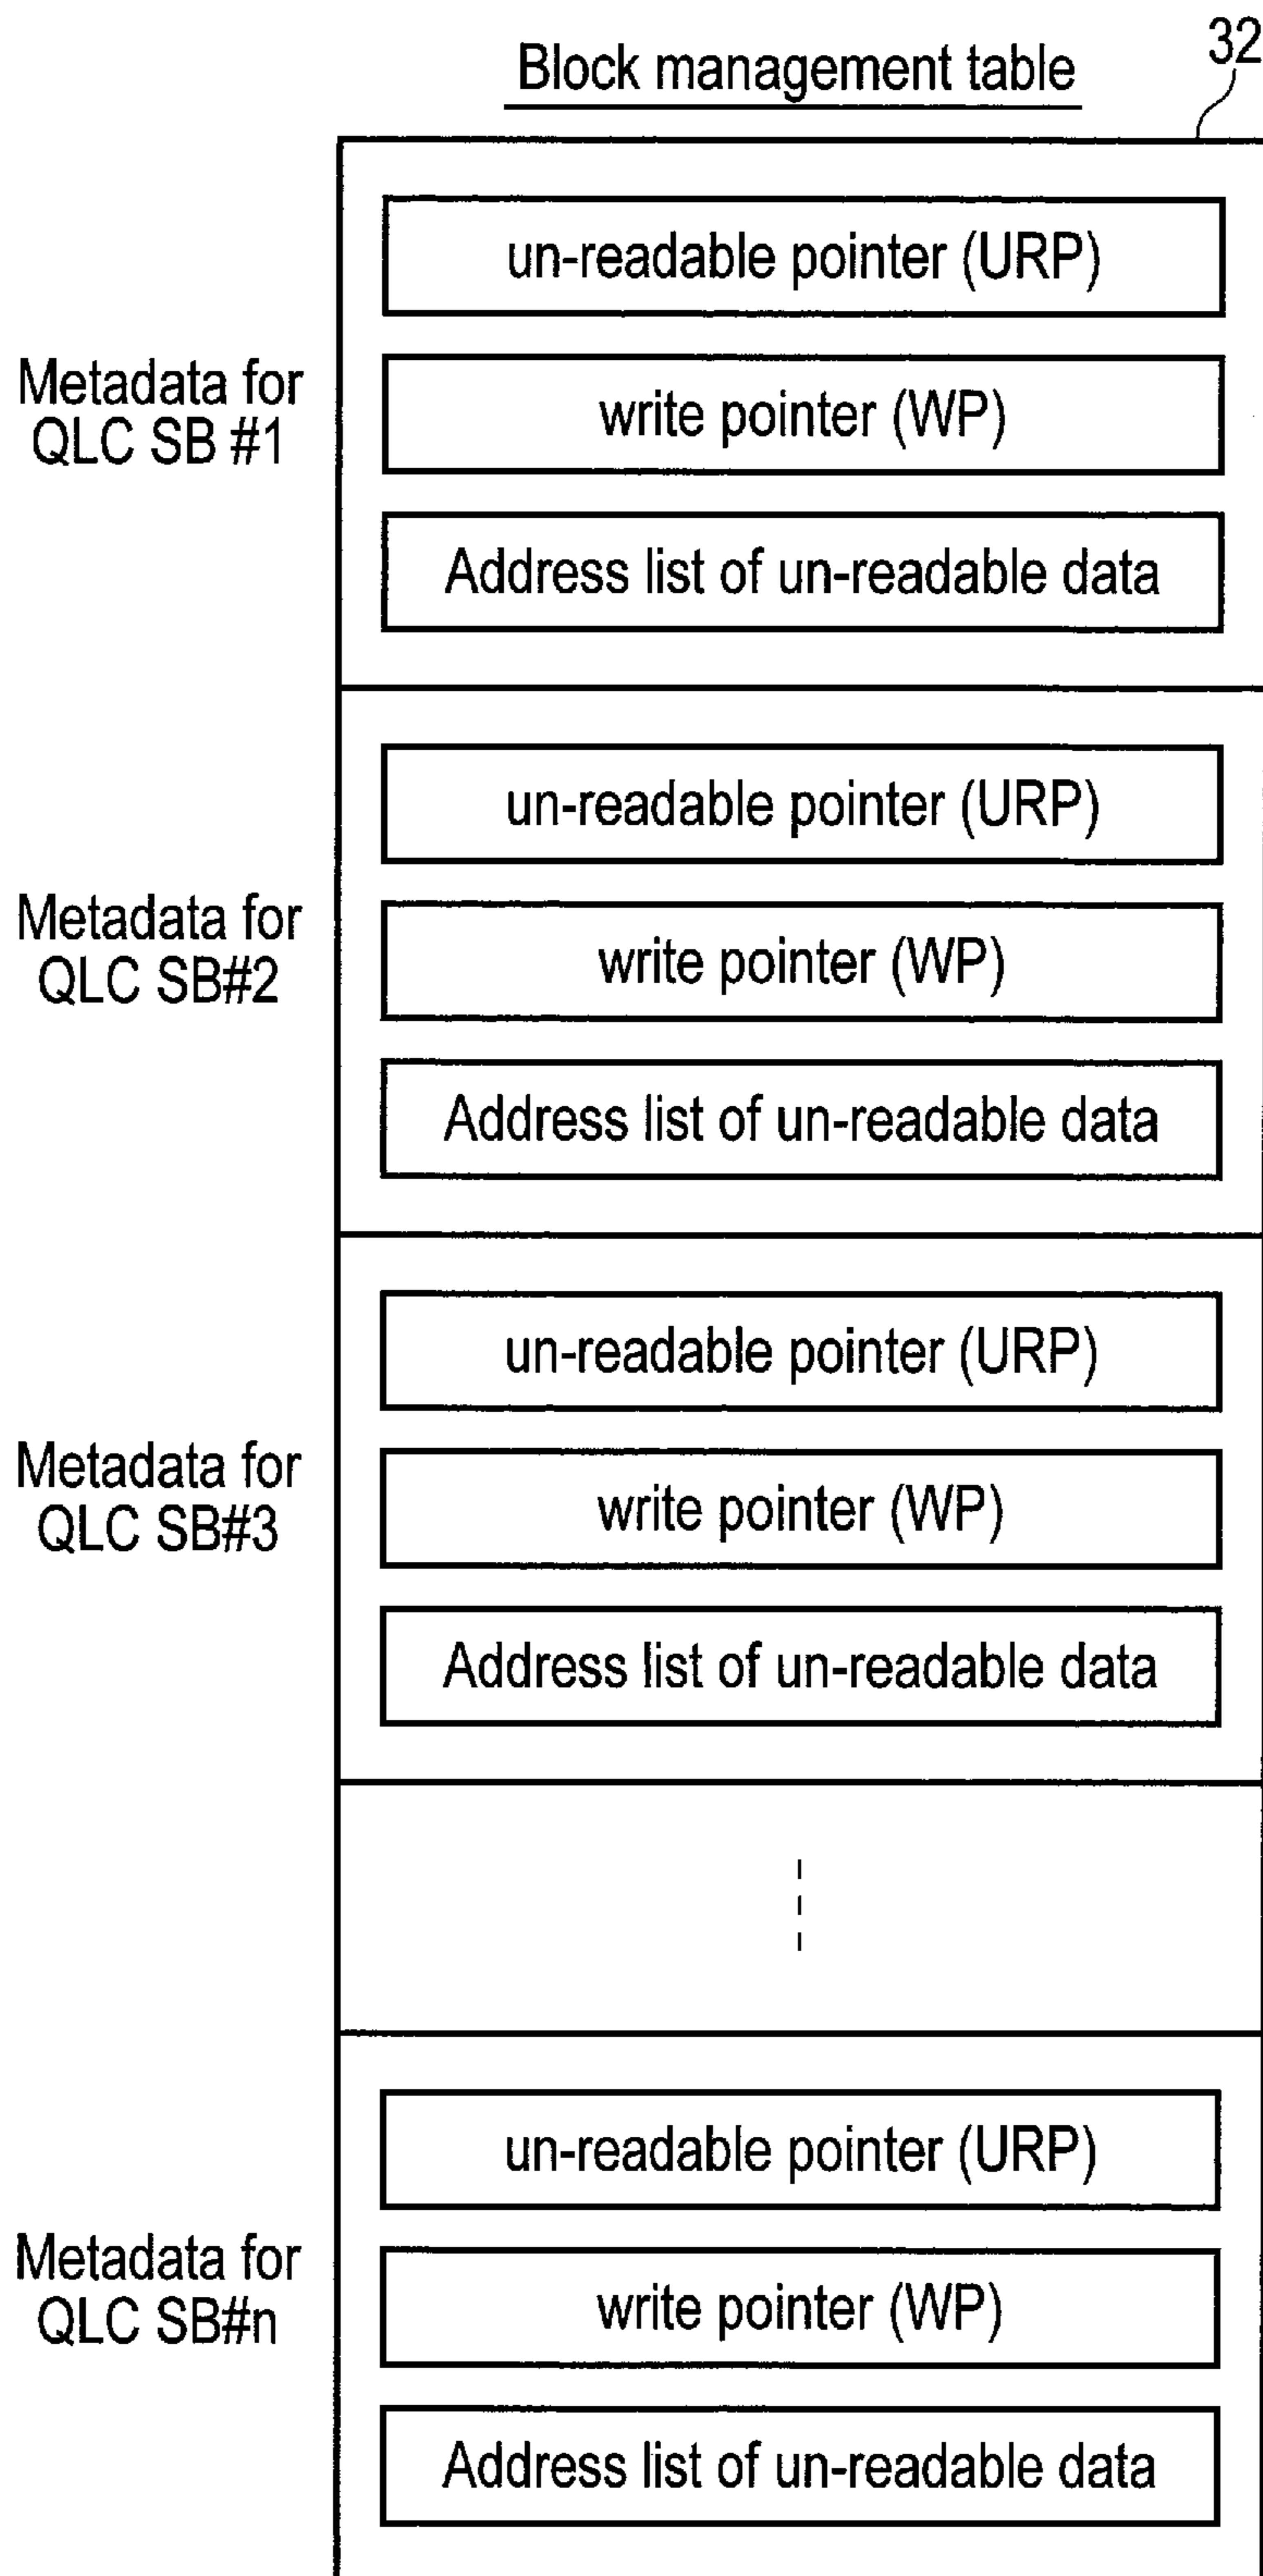 32
Block management table
Metadata for
QLC SB #1
un-readable pointer (URP)
write pointer (WP)
Address list of un-readable data
Metadata for
QLC SB#2
un-readable pointer (URP)
write pointer (WP)
Address list of un-readable data
Metadata for
QLC SB#3
un-readable pointer (URP)
write pointer (WP)
Address list of un-readable data
Metadata for
QLC SB#n
un-readable pointer (URP)
write pointer (WP)
Address list of un-readable data